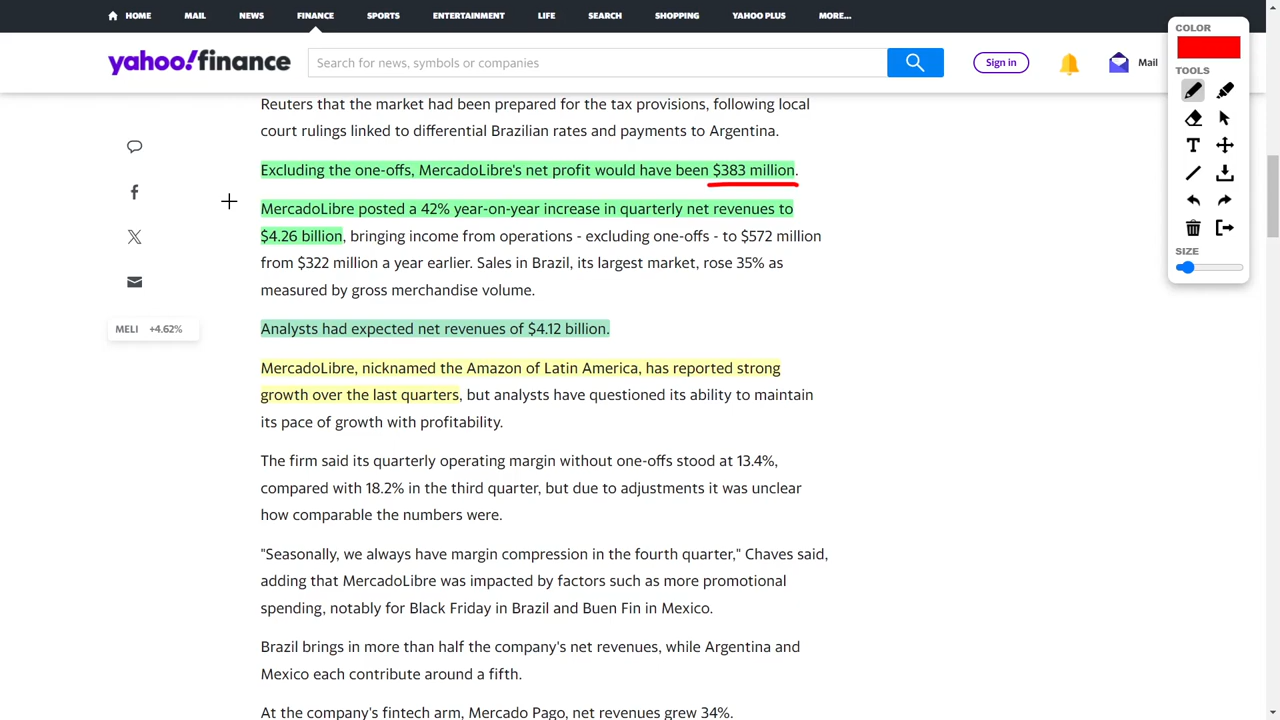 HOME MAIL NEWS FINANCE SPORTS ENTERTAINMENT LIFE SEARCH SHOPPING YAHOO PLUS MORE...
yahoo!finance
Search for news, symbols or companies
Sign in
Mail
COLOR
TOOLS
T
SIZE
Reuters that the market had been prepared for the tax provisions, following local
court rulings linked to differential Brazilian rates and payments to Argentina.
Excluding the one-offs, MercadoLibre's net profit would have been $383 million.
MercadoLibre posted a 42% year-on-year increase in quarterly net revenues to
$4.26 billion, bringing income from operations - excluding one-offs - to $572 million
from $322 million a year earlier. Sales in Brazil, its largest market, rose 35% as
measured by gross merchandise volume.
MELI +4.62%
Analysts had expected net revenues of $4.12 billion.
MercadoLibre, nicknamed the Amazon of Latin America, has reported strong
growth over the last quarters, but analysts have questioned its ability to maintain
its pace of growth with profitability.
The firm said its quarterly operating margin without one-offs stood at 13.4%,
compared with 18.2% in the third quarter, but due to adjustments it was unclear
how comparable the numbers were.
"Seasonally, we always have margin compression in the fourth quarter," Chaves said,
adding that MercadoLibre was impacted by factors such as more promotional
spending, notably for Black Friday in Brazil and Buen Fin in Mexico.
Brazil brings in more than half the company's net revenues, while Argentina and
Mexico each contribute around a fifth.
At the company's fintech arm, Mercado Pago, net revenues grew 34%.